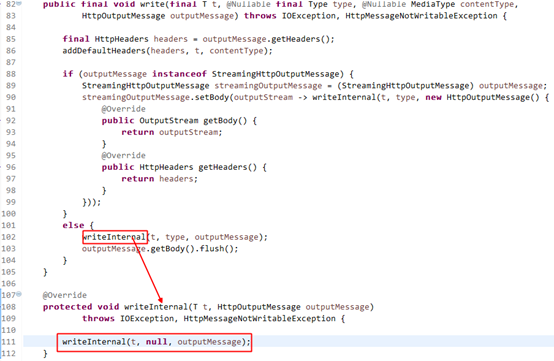 82 public final void write(final T t, @Nullable final Type type, @Nullable MediaType contentType,
83 HttpOutputMessage outputMessage) throws IOException, HttpMessageNotWritableException {
84
85 final HttpHeaders headers = outputMessage.getHeaders();
86 addDefaultHeaders(headers, t, contentType);
87
88 if (outputMessage instanceof StreamingHttpOutputMessage) {
89 StreamingHttpOutputMessage streamingOutputMessage = (StreamingHttpOutputMessage) outputMessage;
90 streamingOutputMessage.setBody(outputStream -> writeInternal(t, type, new HttpOutputMessage() {
91 @Override
92 public OutputStream getBody() {
93 return outputStream;
94 }
95 @Override
96 public HttpHeaders getHeaders() {
97 return headers;
98 }
99 }));
100 }
101 else {
102 writeInternal(t, type, outputMessage);
103 outputMessage.getBody().flush();
104 }
105 }
106
107 @Override
108 protected void writeInternal(T t, HttpOutputMessage outputMessage)
109 throws IOException, HttpMessageNotWritableException {
110
111 writeInternal(t, null, outputMessage);
112 }